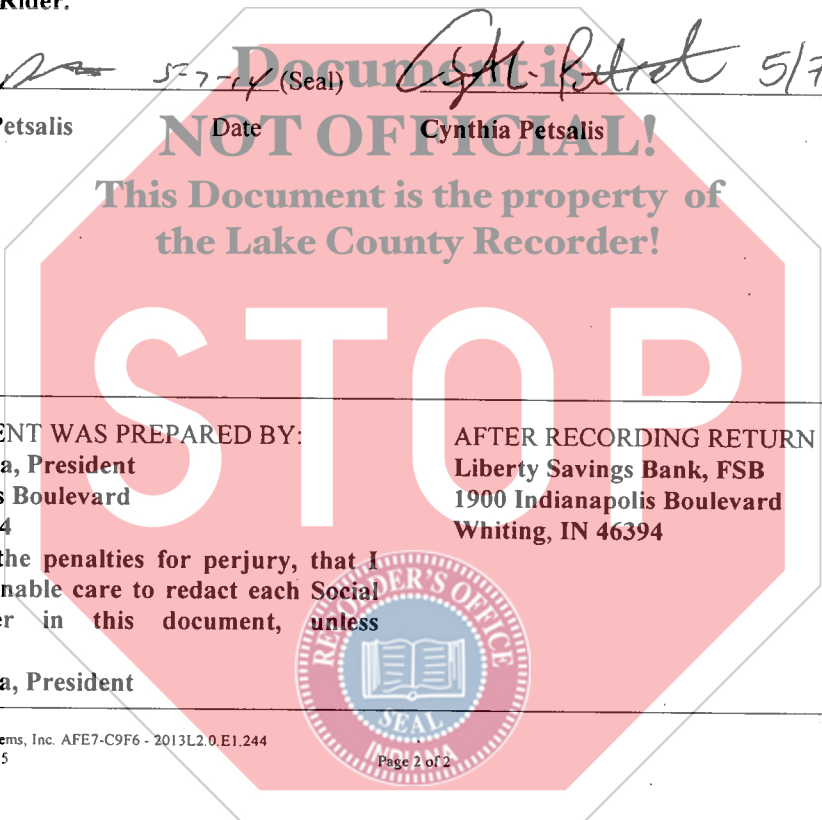 Rider.
5-7-14 (Seal) 5/7
Petsalis Date Cynthia Petsalis
Document is
NOT OFFICIAL!
This Document is the property of
the Lake County Recorder!
STOP
ENT WAS PREPARED BY:
a, President
s Boulevard
4
the penalties for perjury, that I
nable care to redact each Social
er in this document, unless
a, President
AFTER RECORDING RETURN
Liberty Savings Bank, FSB
1900 Indianapolis Boulevard
Whiting, IN 46394
RECORDER'S OFFICE
SEAL
INDIANA
ems, Inc. AFE7-C9F6 - 2013L2.0.E1.244
5
Page 2 of 2